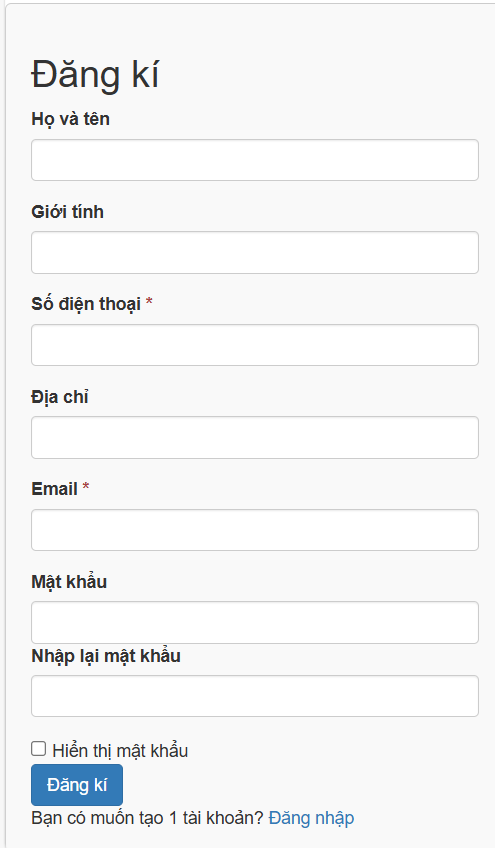 Đăng kí
Họ và tên
Giới tính
Số điện thoại *
Địa chỉ
Email *
Mật khẩu
Nhập lại mật khẩu
Hiển thị mật khẩu
Đăng kí
Bạn có muốn tạo 1 tài khoản? Đăng nhập